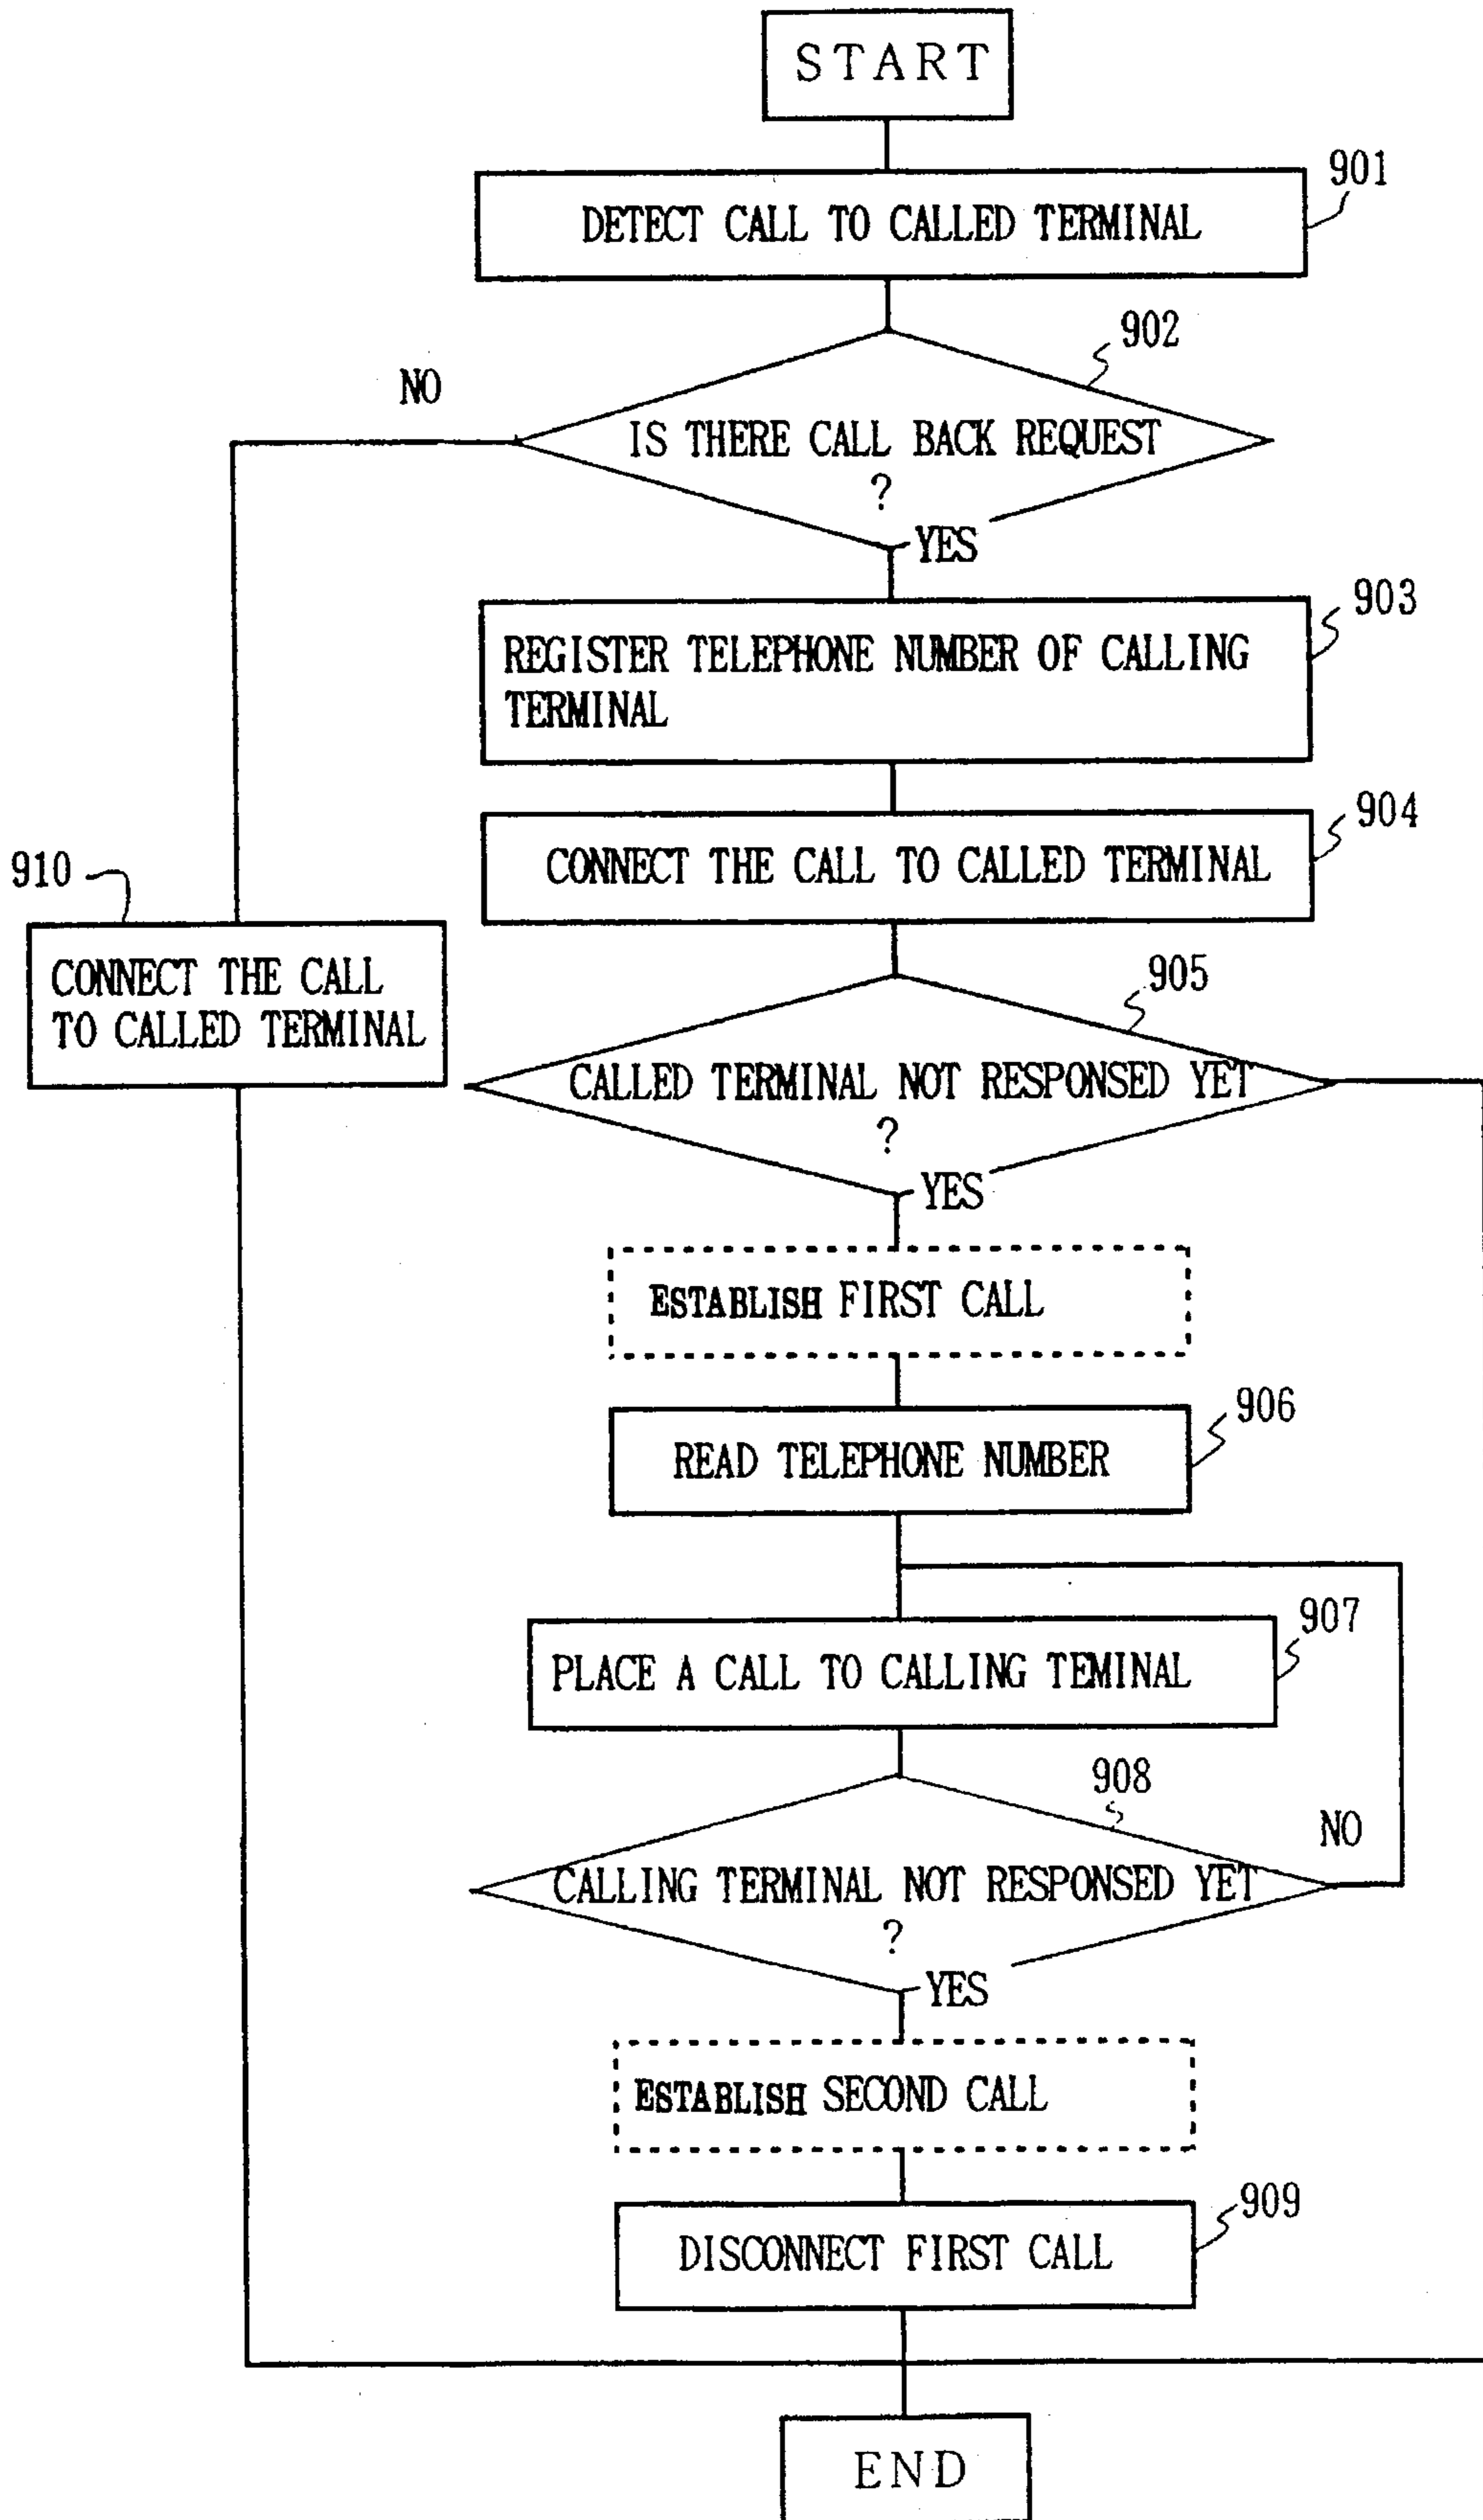 START
901
DETECT CALL TO CALLED TERMINAL
902
NO
IS THERE CALL BACK REQUEST
?
YES
903
REGISTER TELEPHONE NUMBER OF CALLING
TERMINAL
904
CONNECT THE CALL TO CALLED TERMINAL
910
CONNECT THE CALL
TO CALLED TERMINAL
905
CALLED TERMINAL NOT RESPONSED YET
?
YES
ESTABLISH FIRST CALL
906
READ TELEPHONE NUMBER
907
PLACE A CALL TO CALLING TEMINAL
908
NO
CALLING TERMINAL NOT RESPONSED YET
?
YES
ESTABLISH SECOND CALL
909
DISCONNECT FIRST CALL
END